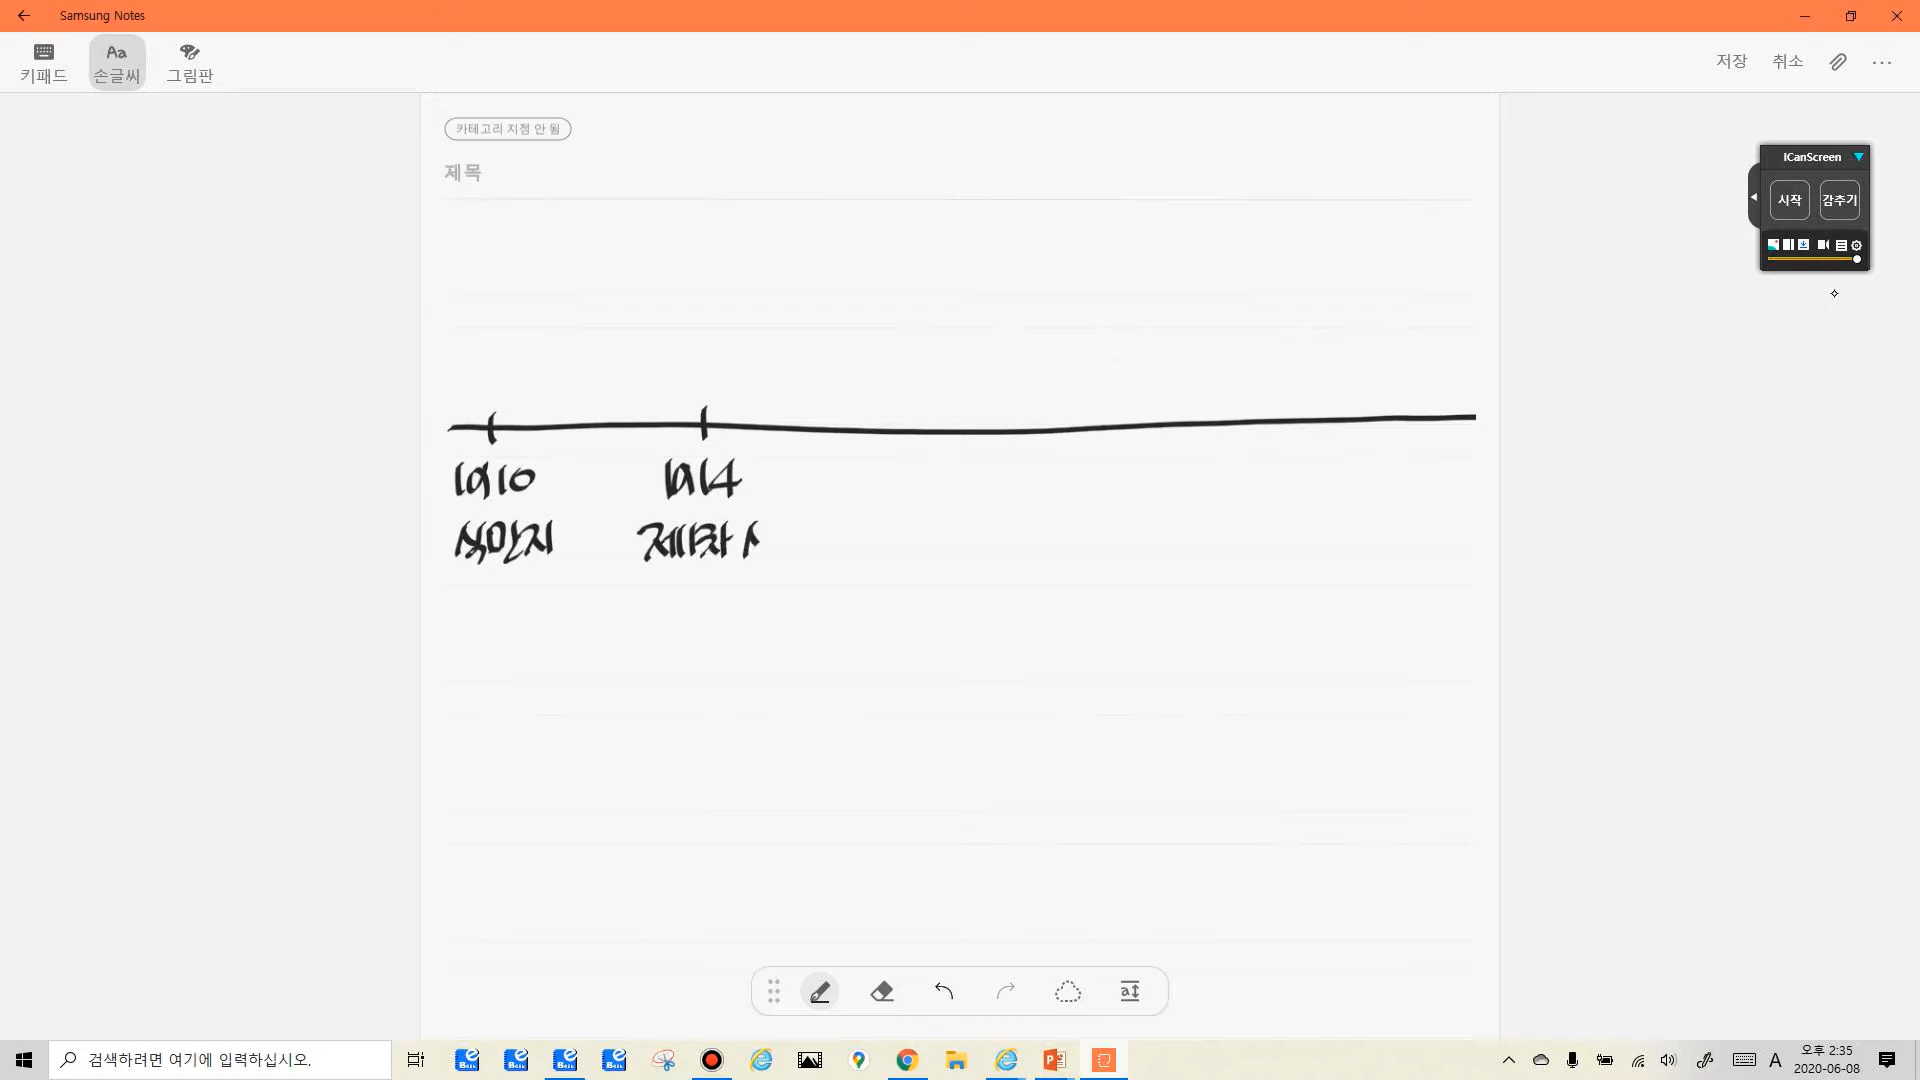 Samsung Notes
키패드
손글씨
그림판
저장 취소
카테고리 지정 안 됨
제목
ICanScreen
시작 감추기
1910 1914
식민지 제1차 ㅅ
검색하려면 여기에 입력하십시오.
A
오후 2:35
2020-06-08